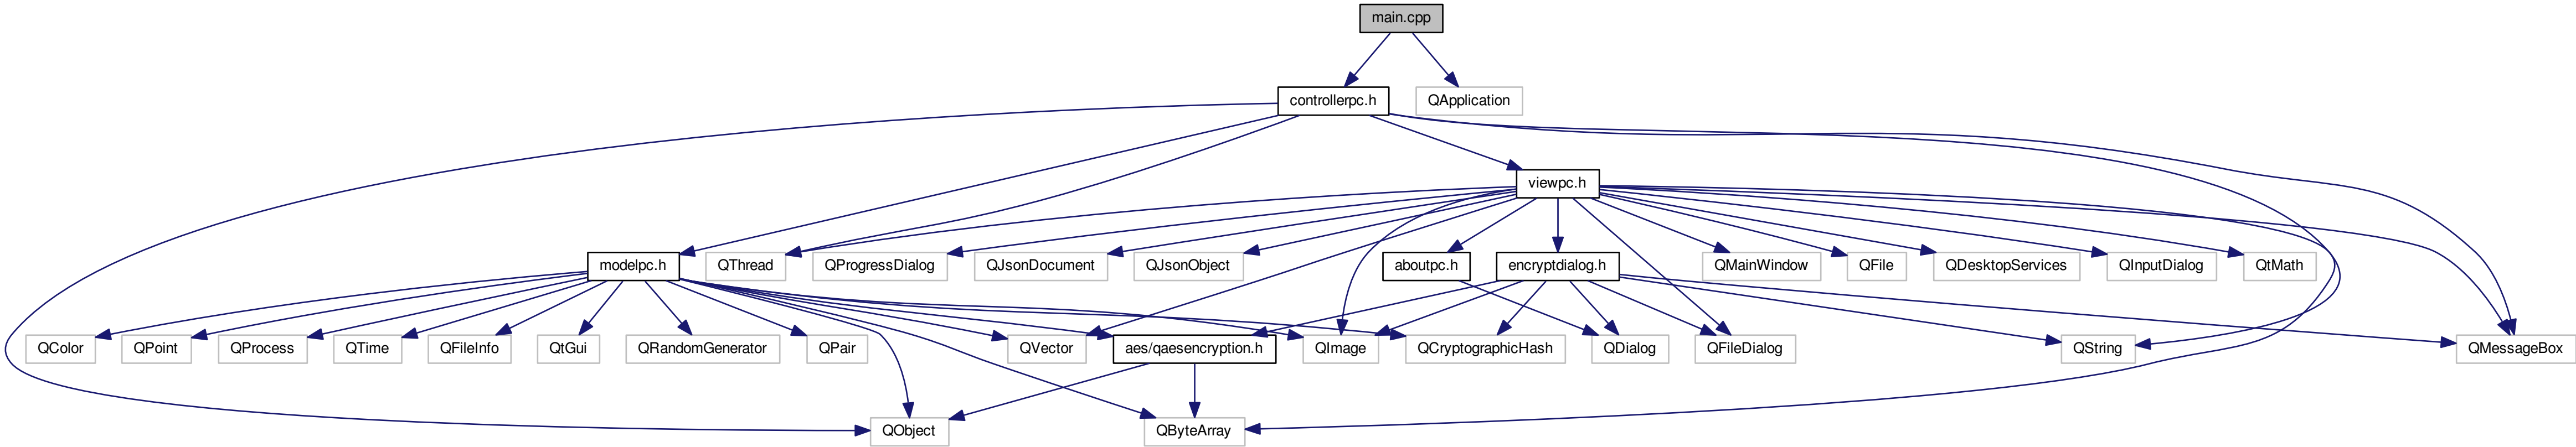 main.cpp
controllerpc.h
QApplication
viewpc.h
modelpc.h
QThread
QProgressDialog
QJsonDocument
QJsonObject
aboutpc.h
encryptdialog.h
QMainWindow
QFile
QDesktopServices
QInputDialog
QtMath
QColor
QPoint
QProcess
QTime
QFileInfo
QtGui
QRandomGenerator
QPair
QVector
aes/qaesencryption.h
QImage
QCryptographicHash
QDialog
QFileDialog
QString
QMessageBox
QObject
QByteArray